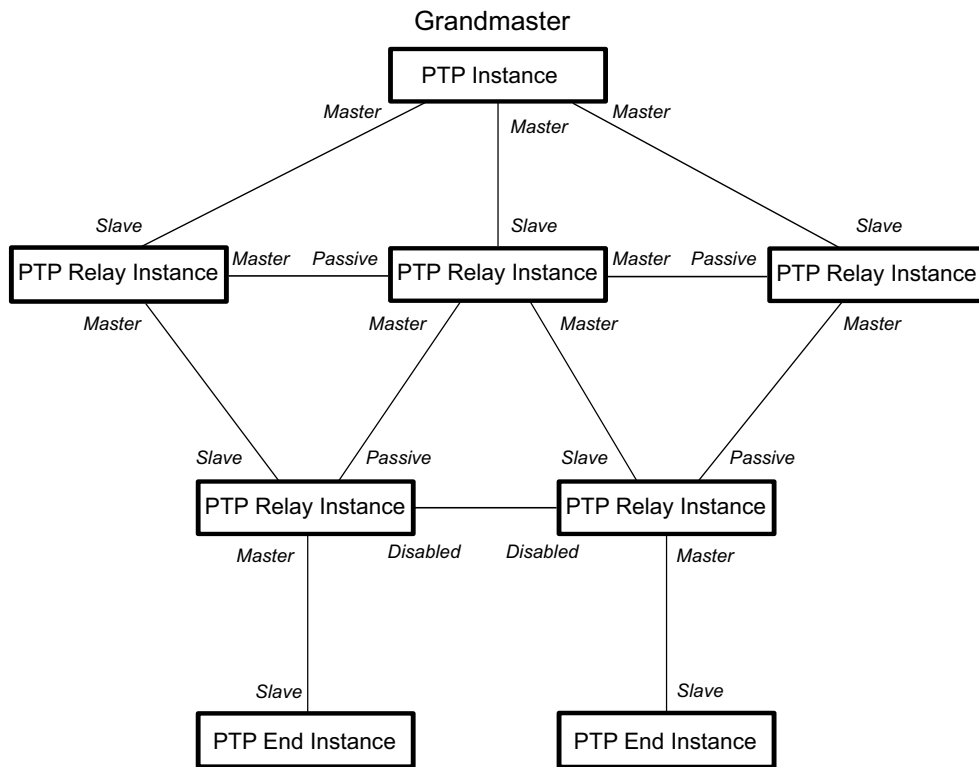 Grandmaster
PTP Instance
Master
Master
Master
Slave
Slave
Slave
PTP Relay Instance
Master
Passive
PTP Relay Instance
Master
Passive
PTP Relay Instance
Master
Master
Master
Master
Slave
Passive
Slave
Passive
PTP Relay Instance
PTP Relay Instance
Master
Disabled
Disabled
Master
Slave
Slave
PTP End Instance
PTP End Instance